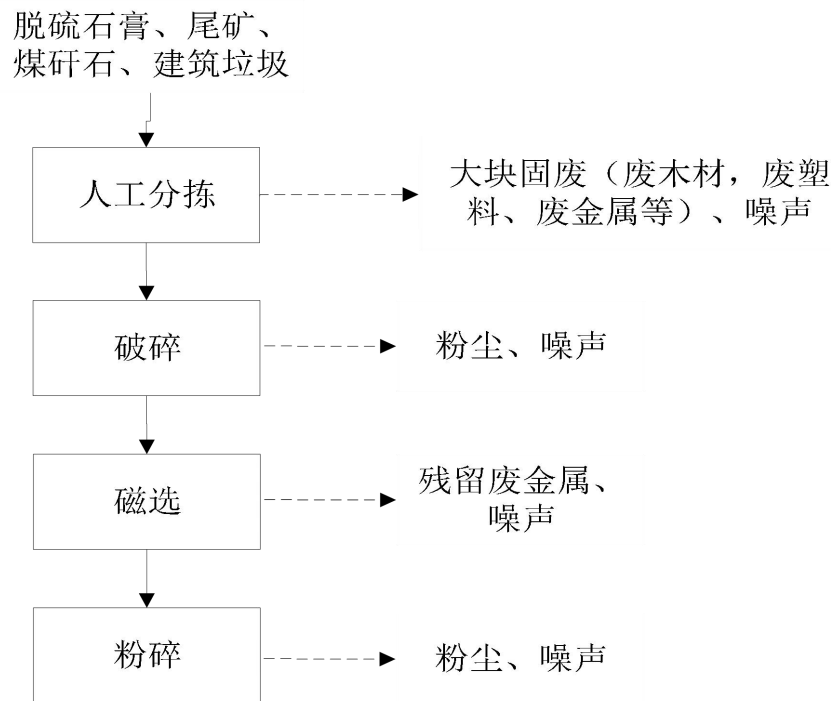 脱硫石膏、尾矿、
煤矸石、建筑垃圾
人工分拣
大块固废（废木材，废塑
料、废金属等）、噪声
破碎
粉尘、噪声
磁选
残留废金属、
噪声
粉碎
粉尘、噪声